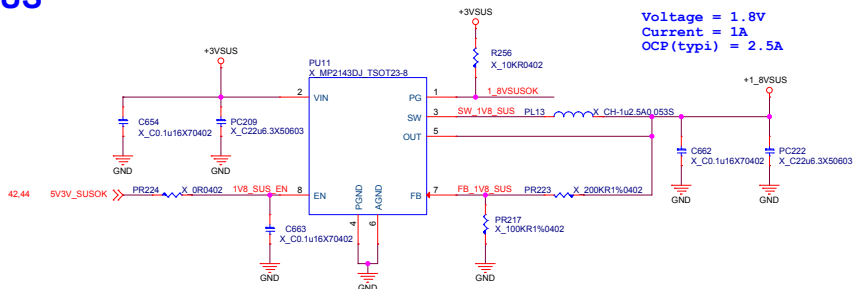 +3VSUS
Voltage = 1.8V
Current = 1A
OCP(typi) = 2.5A
+3VSUS
R256
X_10KR0402
PU11
X_MP2143DJ_TSOT23-8
+1_8VSUS
2 VIN
PG 1 1_8VSUSOK
SW 3 SW_1V8_SUS PL13 X_CH-1u2.5A0.053S
OUT 5
C654
X_C0.1u16X70402
PC209
X_C22u6.3X50603
C662
X_C0.1u16X70402
PC222
X_C22u6.3X50603
GND
GND
GND
GND
42,44 5V3V_SUSOK PR224 X_0R0402 1V8_SUS_EN 8 EN
FB 7 FB_1V8_SUS PR223 X_200KR1%0402
PGND
AGND
4
6
C663
X_C0.1u16X70402
PR217
X_100KR1%0402
GND
GND
GND